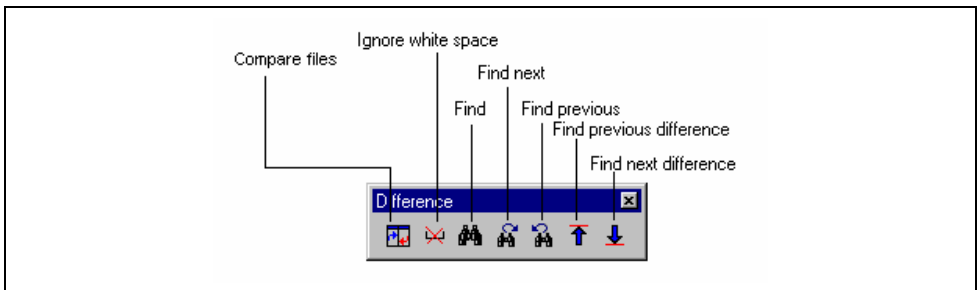 Ignore white space
Compare files
Find next
Find
Find previous
Find previous difference
Find next difference
Difference